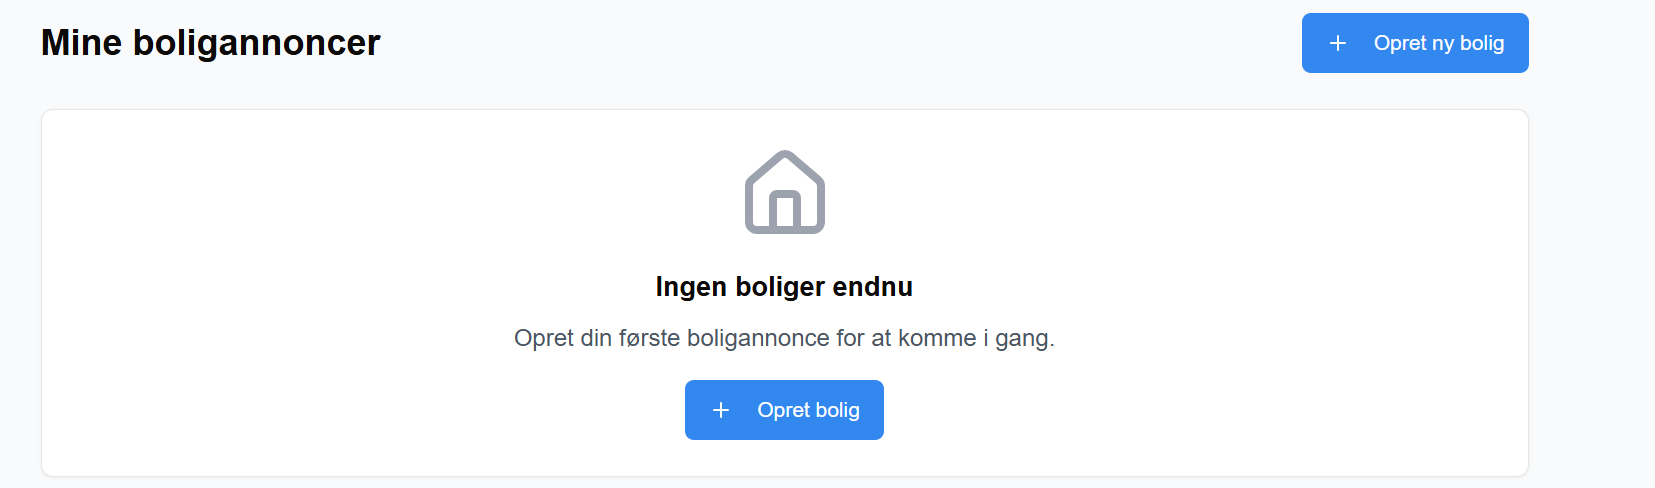 Mine boligannoncer
Opret ny bolig
Ingen boliger endnu
Opret din første boligannonce for at komme i gang.
Opret bolig